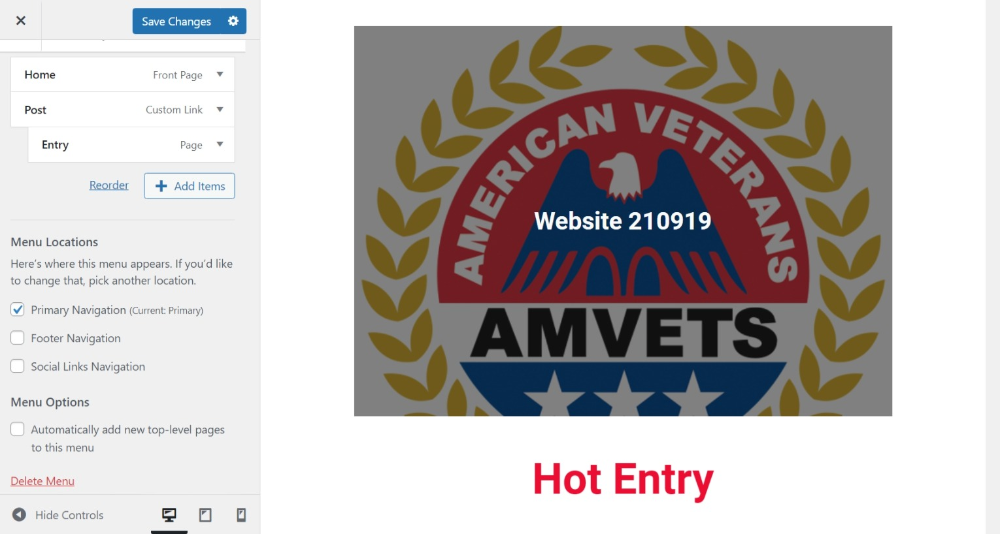 Save Changes
Home Front Page
Post Custom Link
Entry Page
Reorder Add Items
Menu Locations
Here's where this menu appears. If you'd like
to change that, pick another location.
Primary Navigation (Current: Primary)
Footer Navigation
Social Links Navigation
Menu Options
Automatically add new top-level pages
to this menu
Delete Menu
Hide Controls
AMERICAN VETERANS
Website 210919
AMVETS
Hot Entry